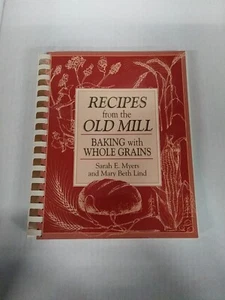 RECIPES
from the
OLD MILL
BAKING with
WHOLE GRAINS
Sarah E. Myers
and Mary Beth Lind